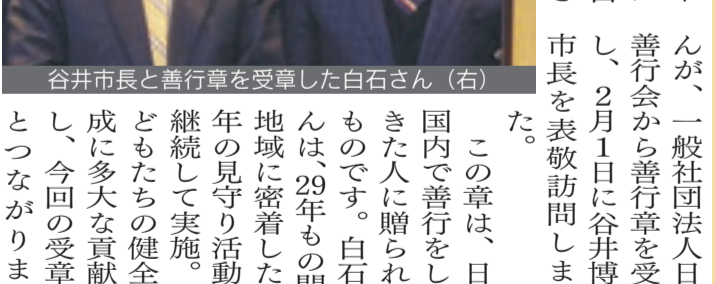 谷井市長と善行章を受章した白石さん（右）
んが、一般社団法人日
善行会から善行章を受
し、2月1日に谷井博
市長を表敬訪問しま
た。
この章は、日
国内で善行をし
きた人に贈られ
ものです。白石
んは、29年もの間
地域に密着した
年の見守り活動
継続して実施。
どもたちの健全
成に多大な貢献
し、今回の受章
とつながりま